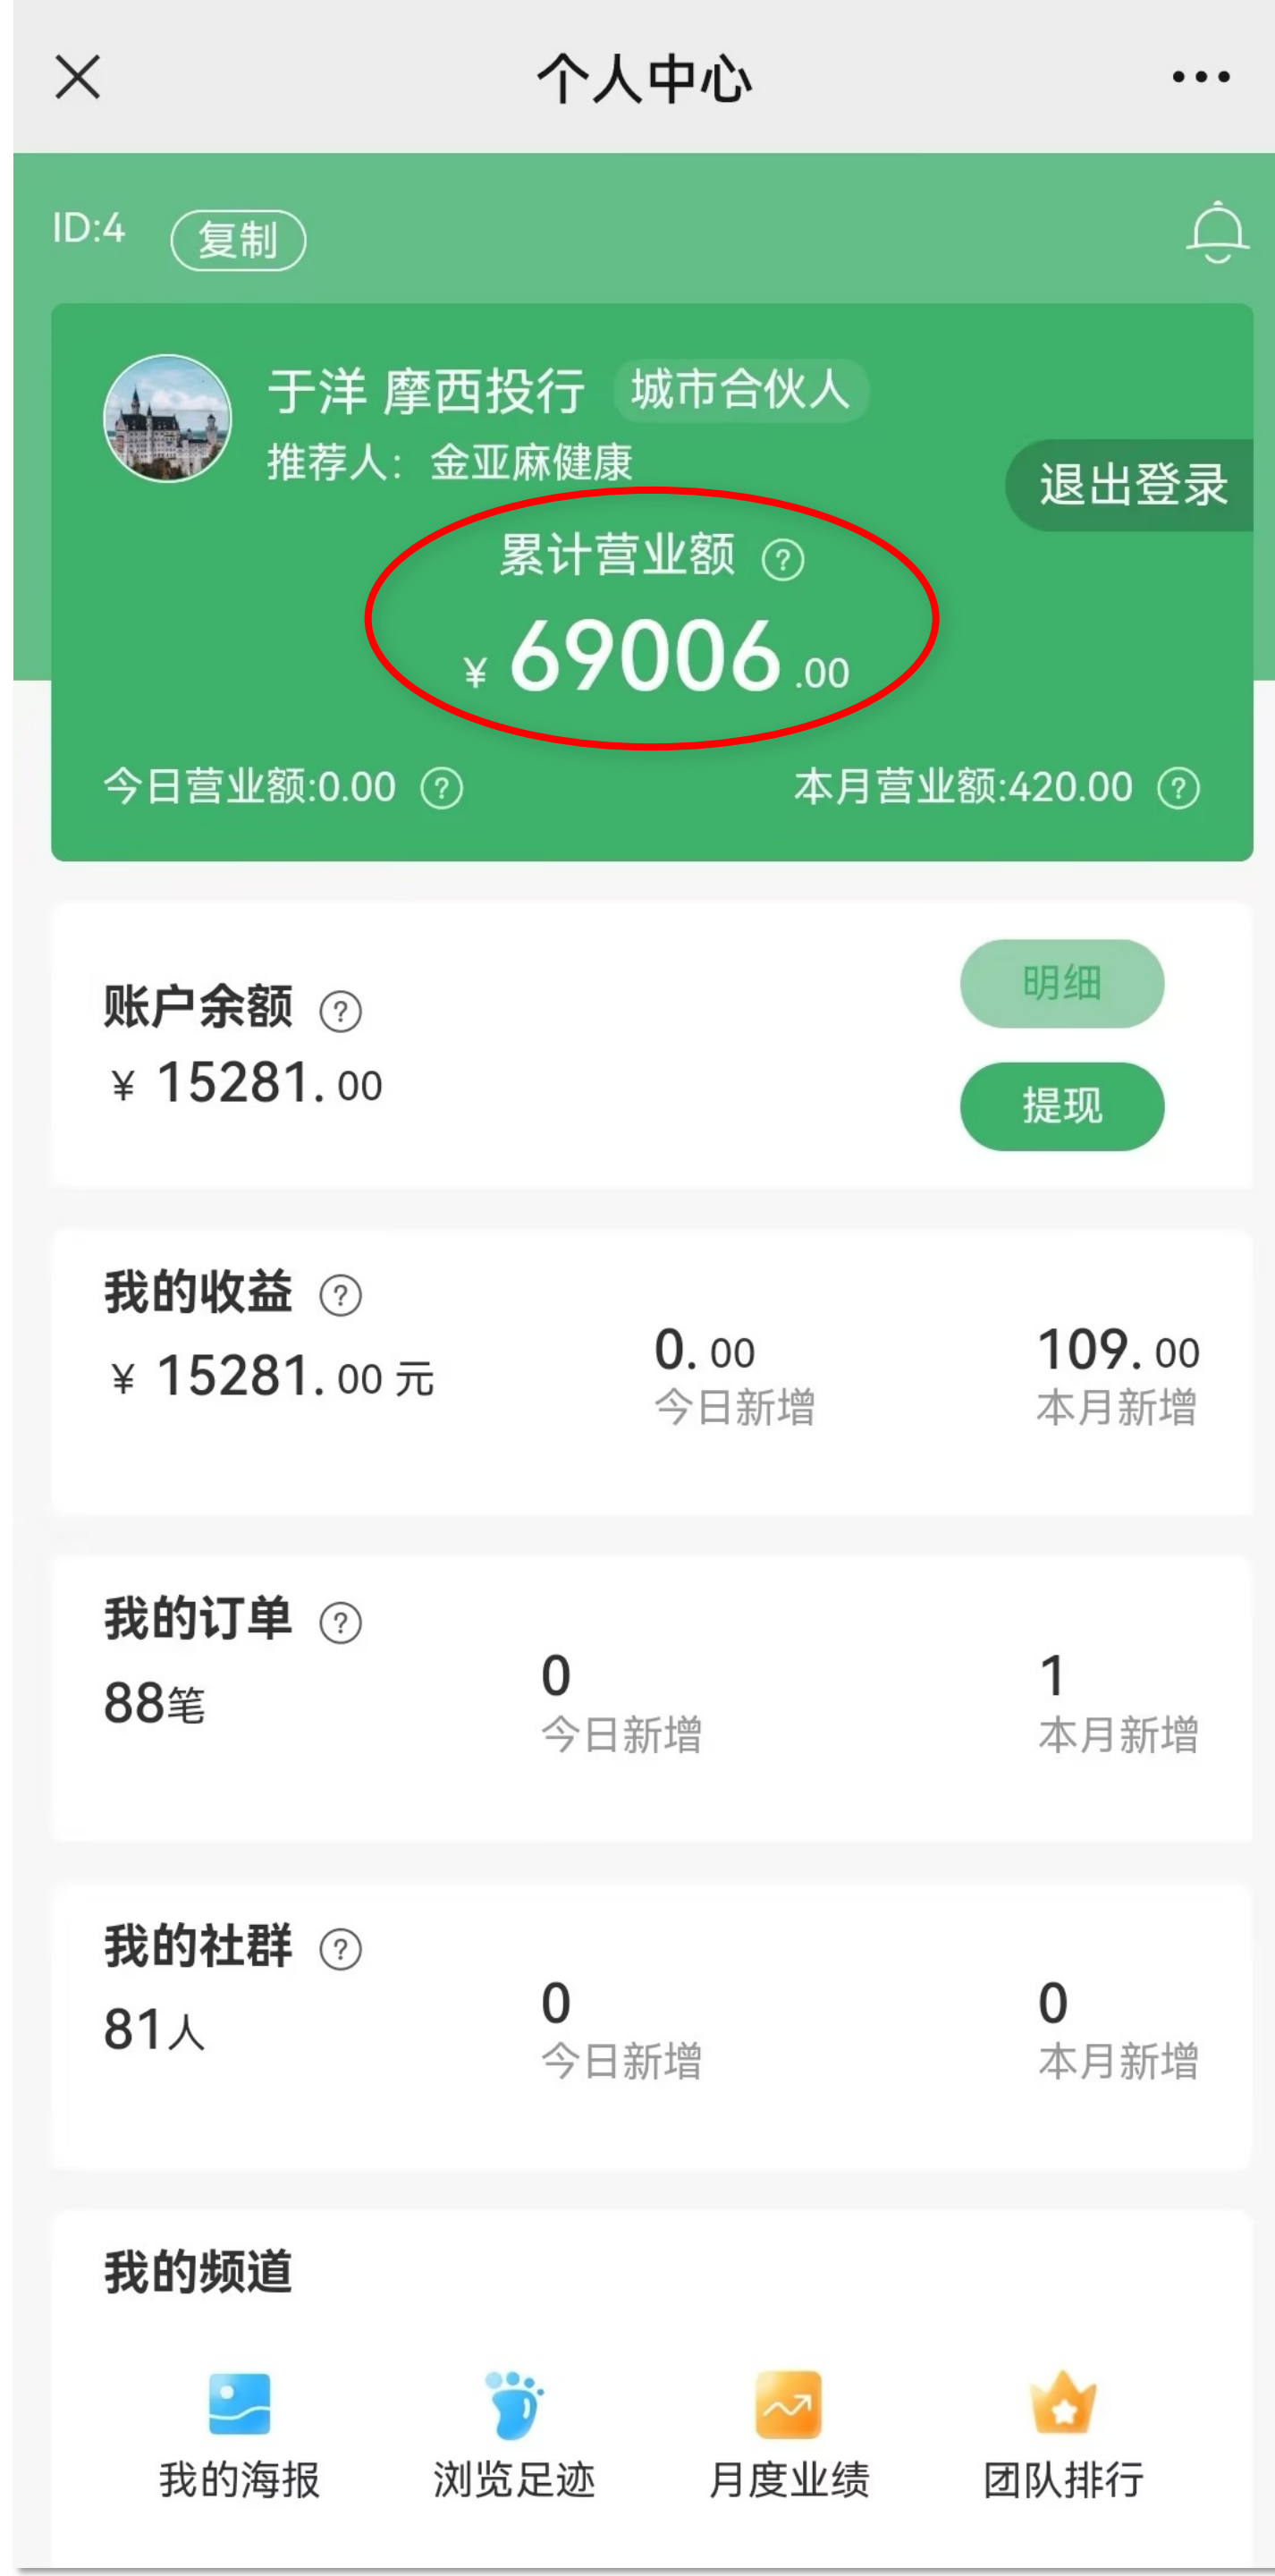 个人中心
ID:4 复制
于洋 摩西投行 城市合伙人
推荐人：金亚麻健康
退出登录
累计营业额 ?
¥ 69006.00
今日营业额:0.00 ? 本月营业额:420.00 ?
账户余额 ?
明细
¥ 15281.00
提现
我的收益 ?
¥ 15281.00 元 0.00 109.00
今日新增 本月新增
我的订单 ?
88笔 0 1
今日新增 本月新增
我的社群 ?
81人 0 0
今日新增 本月新增
我的频道
我的海报 浏览足迹 月度业绩 团队排行